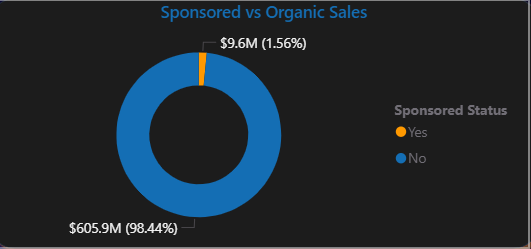 Sponsored vs Organic Sales
$9.6M (1.56%)
Sponsored Status
Yes
No
$605.9M (98.44%)